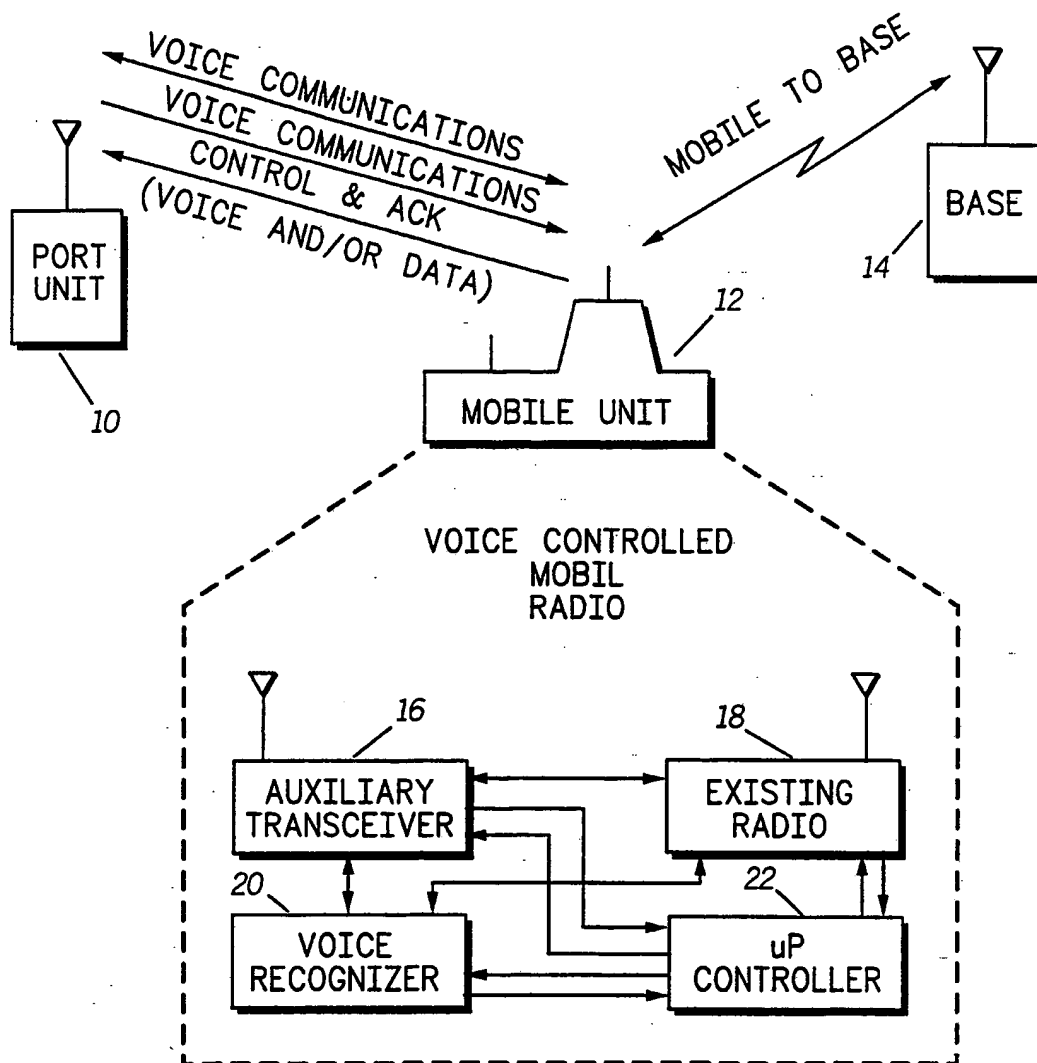 VOICE COMMUNICATIONS
VOICE COMMUNICATIONS
CONTROL & ACK
(VOICE AND/OR DATA)
MOBILE TO BASE
PORT
UNIT
10
BASE
14
12
MOBILE UNIT
VOICE CONTROLLED
MOBIL
RADIO
16
AUXILIARY
TRANSCEIVER
18
EXISTING
RADIO
20
VOICE
RECOGNIZER
22
uP
CONTROLLER